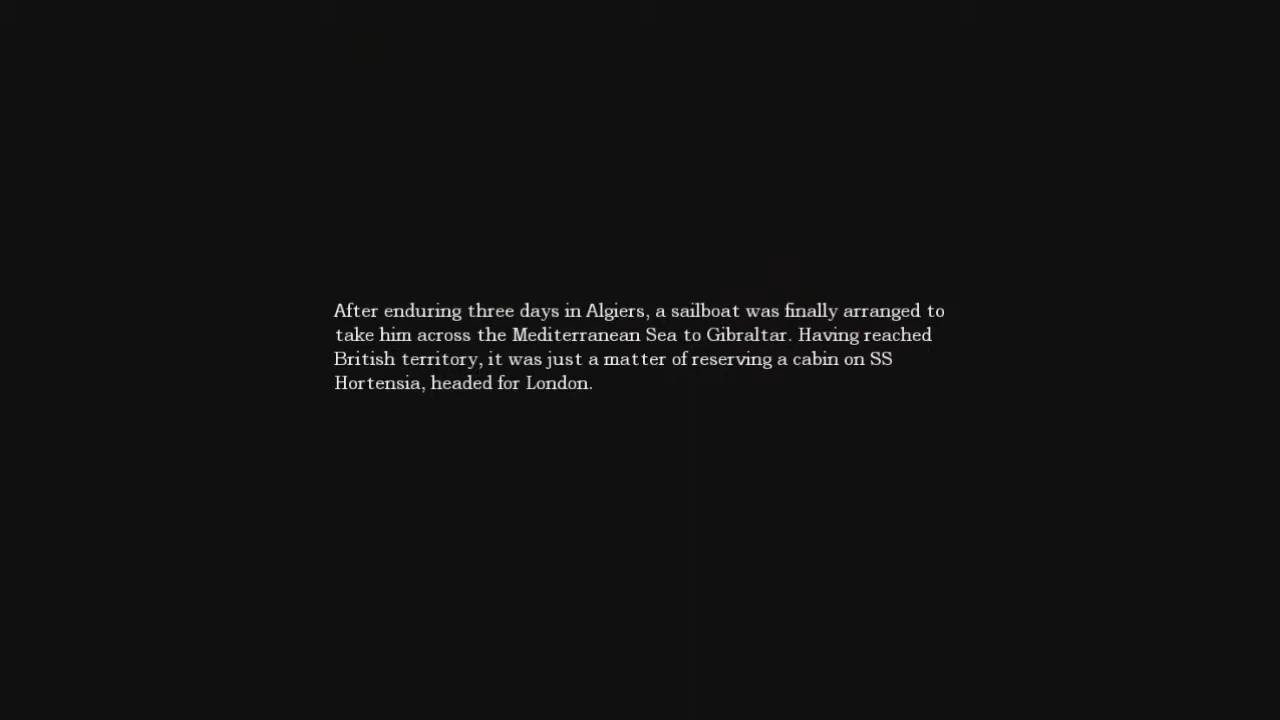 After enduring three days in Algiers, a sailboat was finally arranged to
take him across the Mediterranean Sea to Gibraltar. Having reached
British territory, it was just a matter of reserving a cabin on SS
Hortensia, headed for London.